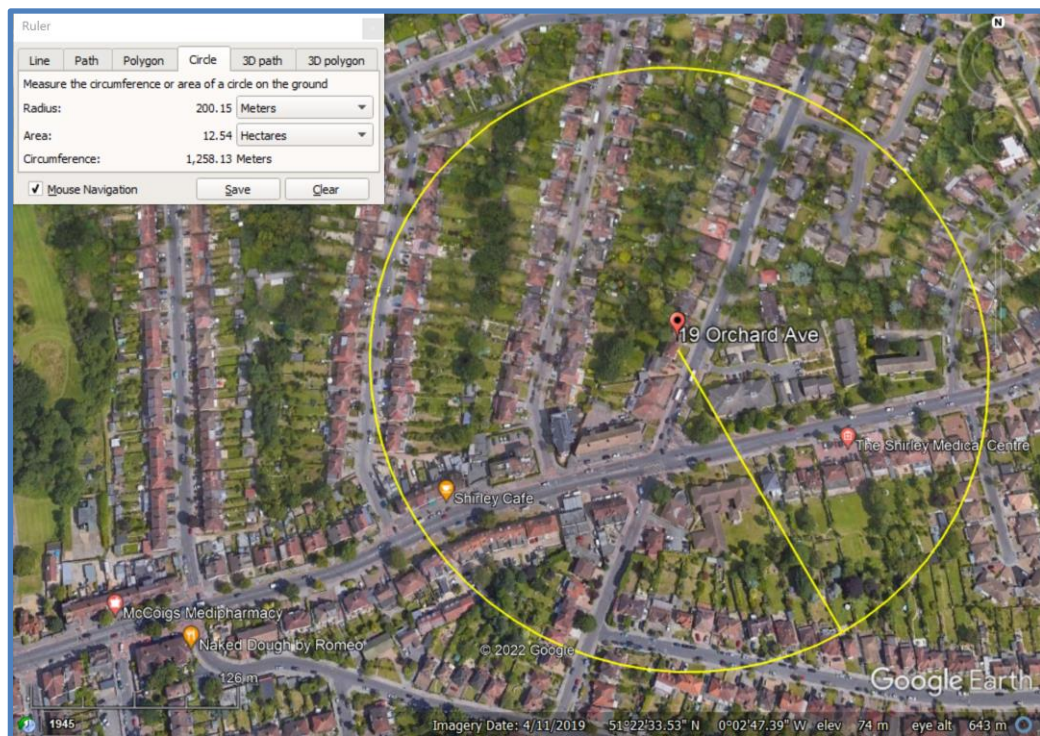 Ruler
Line Path Polygon Circle 3D path 3D polygon
Measure the circumference or area of a circle on the ground
Radius: 200.15 Meters
Area: 12.54 Hectares
Circumference: 1,258.13 Meters
Mouse Navigation Save Clear
N
19 Orchard Ave
The Shirley Medical Centre
Shirley Cafe
McCoigs Medipharmacy
Naked Dough by Romeo
© 2022 Google
126 m
Google Earth
1945 Imagery Date: 4/11/2019 51°22'33.53" N 0°02'47.39" W elev 74 m eye alt 643 m